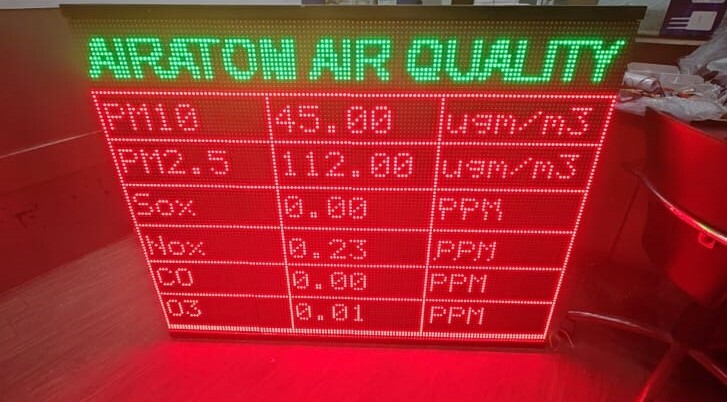 AIRATOM AIR QUALITY
PM10 45.00 ugm/m3
PM2.5 112.00 ugm/m3
Sox 0.00 PPM
Nox 0.23 PPM
CO 0.00 PPM
O3 0.01 PPM